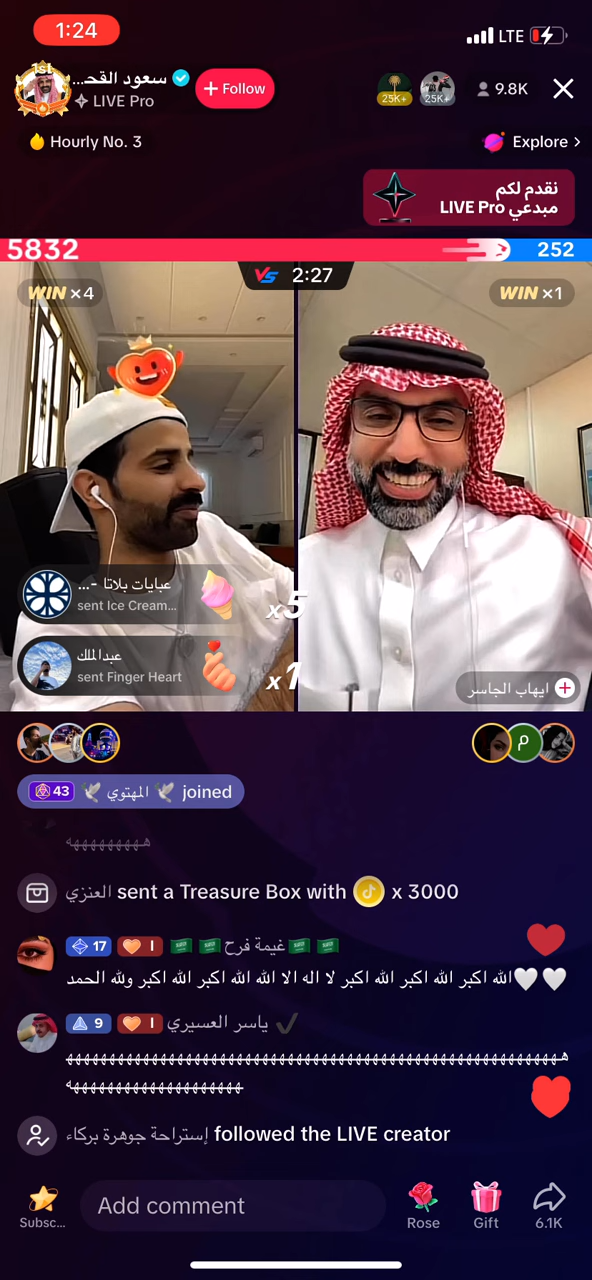 1:24
LTE
1st
سعود القحـ...
LIVE Pro
+ Follow
25K+
25K+
9.8K
Hourly No. 3
Explore >
نقدم لكم
مبدعي LIVE Pro
5832
252
VS 2:27
WIN ×4
WIN ×1
عبايات بلاتا -...
sent Ice Cream...
x5
عبدالملك
sent Finger Heart
x1
ايهاب الجاسر
م
43 🕊️ المهتوي 🕊️ joined
هههههههههه
العنزي sent a Treasure Box with x 3000
17 I 🇸🇦🇸🇦غيمة فرح🇸🇦🇸🇦
الله اكبر الله اكبر الله اكبر لا اله الا الله الله اكبر الله اكبر ولله الحمد🤍🤍
9 I ياسر العسيري ✔️
إستراحة جوهرة بركاء followed the LIVE creator
Subsc...
Add comment
Rose
Gift
6.1K